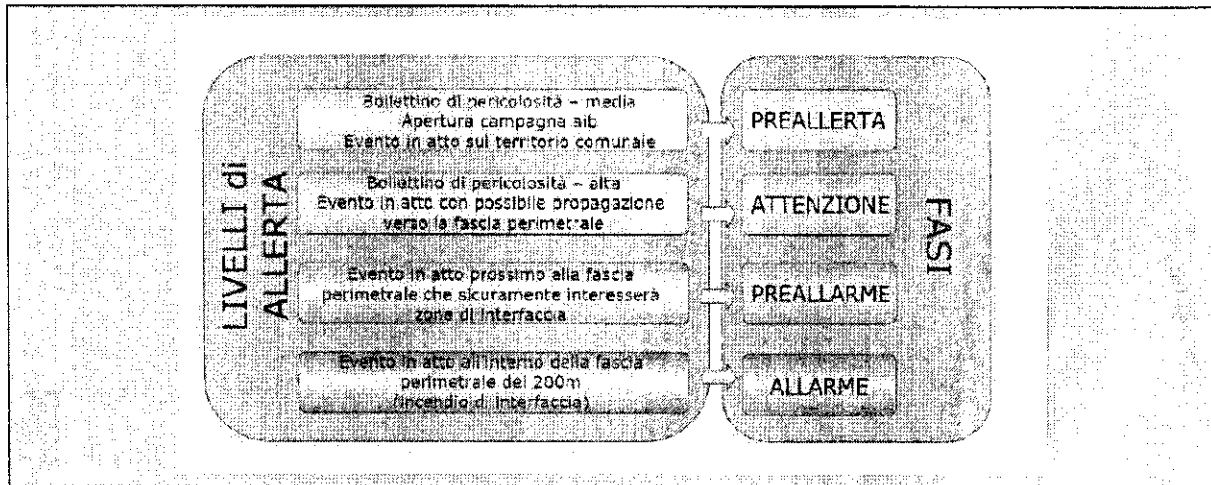 LIVELLI di
ALLERTA
Bollettino di pericolosità – media
Apertura campagna aib
Evento in atto sul territorio comunale
PREALLERTA
Bollettino di pericolosità – alta
Evento in atto con possibile propagazione
verso la fascia perimetrale
ATTENZIONE
Evento in atto prossimo alla fascia
perimetrale che sicuramente interesserà
zone di interfaccia
PREALLARME
Evento in atto all'interno della fascia
perimetrale dei 200m
(incendio di interfaccia)
ALLARME
FASI